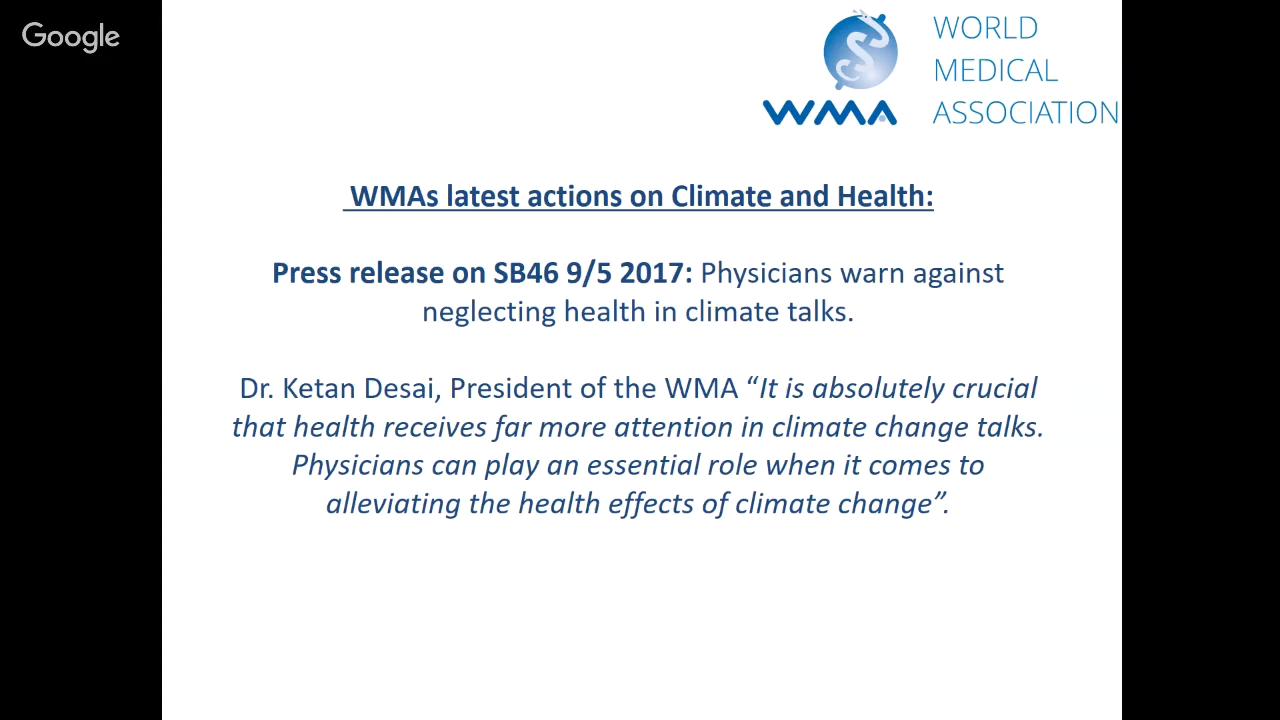 Google
WORLD
MEDICAL
ASSOCIATION
WMA
WMAs latest actions on Climate and Health:
Press release on SB46 9/5 2017: Physicians warn against
neglecting health in climate talks.
Dr. Ketan Desai, President of the WMA “It is absolutely crucial
that health receives far more attention in climate change talks.
Physicians can play an essential role when it comes to
alleviating the health effects of climate change”.